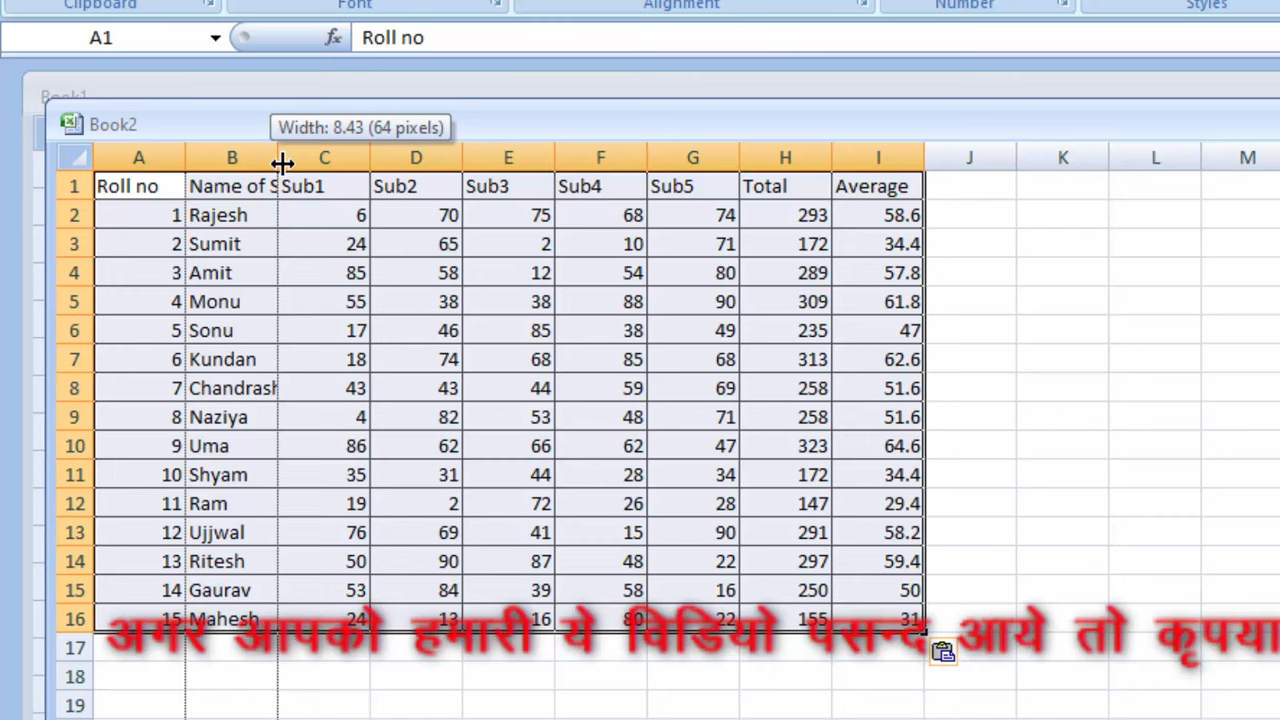 Clipboard Font Alignment Number Styles
A1 fx Roll no
Book1
Book2
Width: 8.43 (64 pixels)
A B C D E F G H I J K L M
1 Roll no Name of S Sub1 Sub2 Sub3 Sub4 Sub5 Total Average
2 1 Rajesh 6 70 75 68 74 293 58.6
3 2 Sumit 24 65 2 10 71 172 34.4
4 3 Amit 85 58 12 54 80 289 57.8
5 4 Monu 55 38 38 88 90 309 61.8
6 5 Sonu 17 46 85 38 49 235 47
7 6 Kundan 18 74 68 85 68 313 62.6
8 7 Chandrash 43 43 44 59 69 258 51.6
9 8 Naziya 4 82 53 48 71 258 51.6
10 9 Uma 86 62 66 62 47 323 64.6
11 10 Shyam 35 31 44 28 34 172 34.4
12 11 Ram 19 2 72 26 28 147 29.4
13 12 Ujjwal 76 69 41 15 90 291 58.2
14 13 Ritesh 50 90 87 48 22 297 59.4
15 14 Gaurav 53 84 39 58 16 250 50
16 15 Mahesh 24 13 16 80 22 155 31
अगर आपको हमारी ये विडियो पसन्द आये तो कृपया
17
18
19